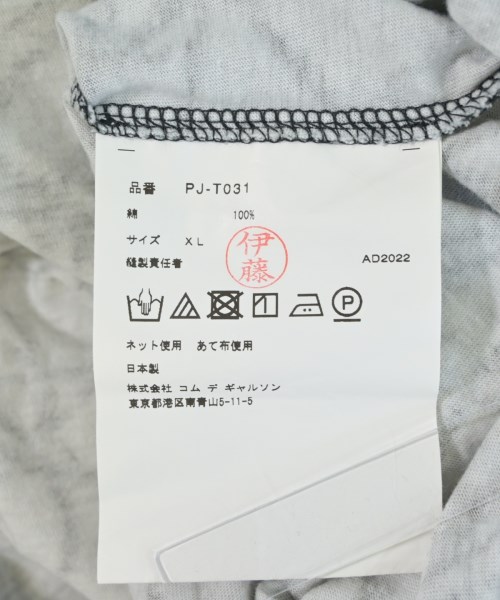 品番 PJ-T031
綿 100%
サイズ XL
伊藤
縫製責任者 AD2022
P
ネット使用 あて布使用
日本製
株式会社 コム デ ギャルソン
東京都港区南青山5-11-5